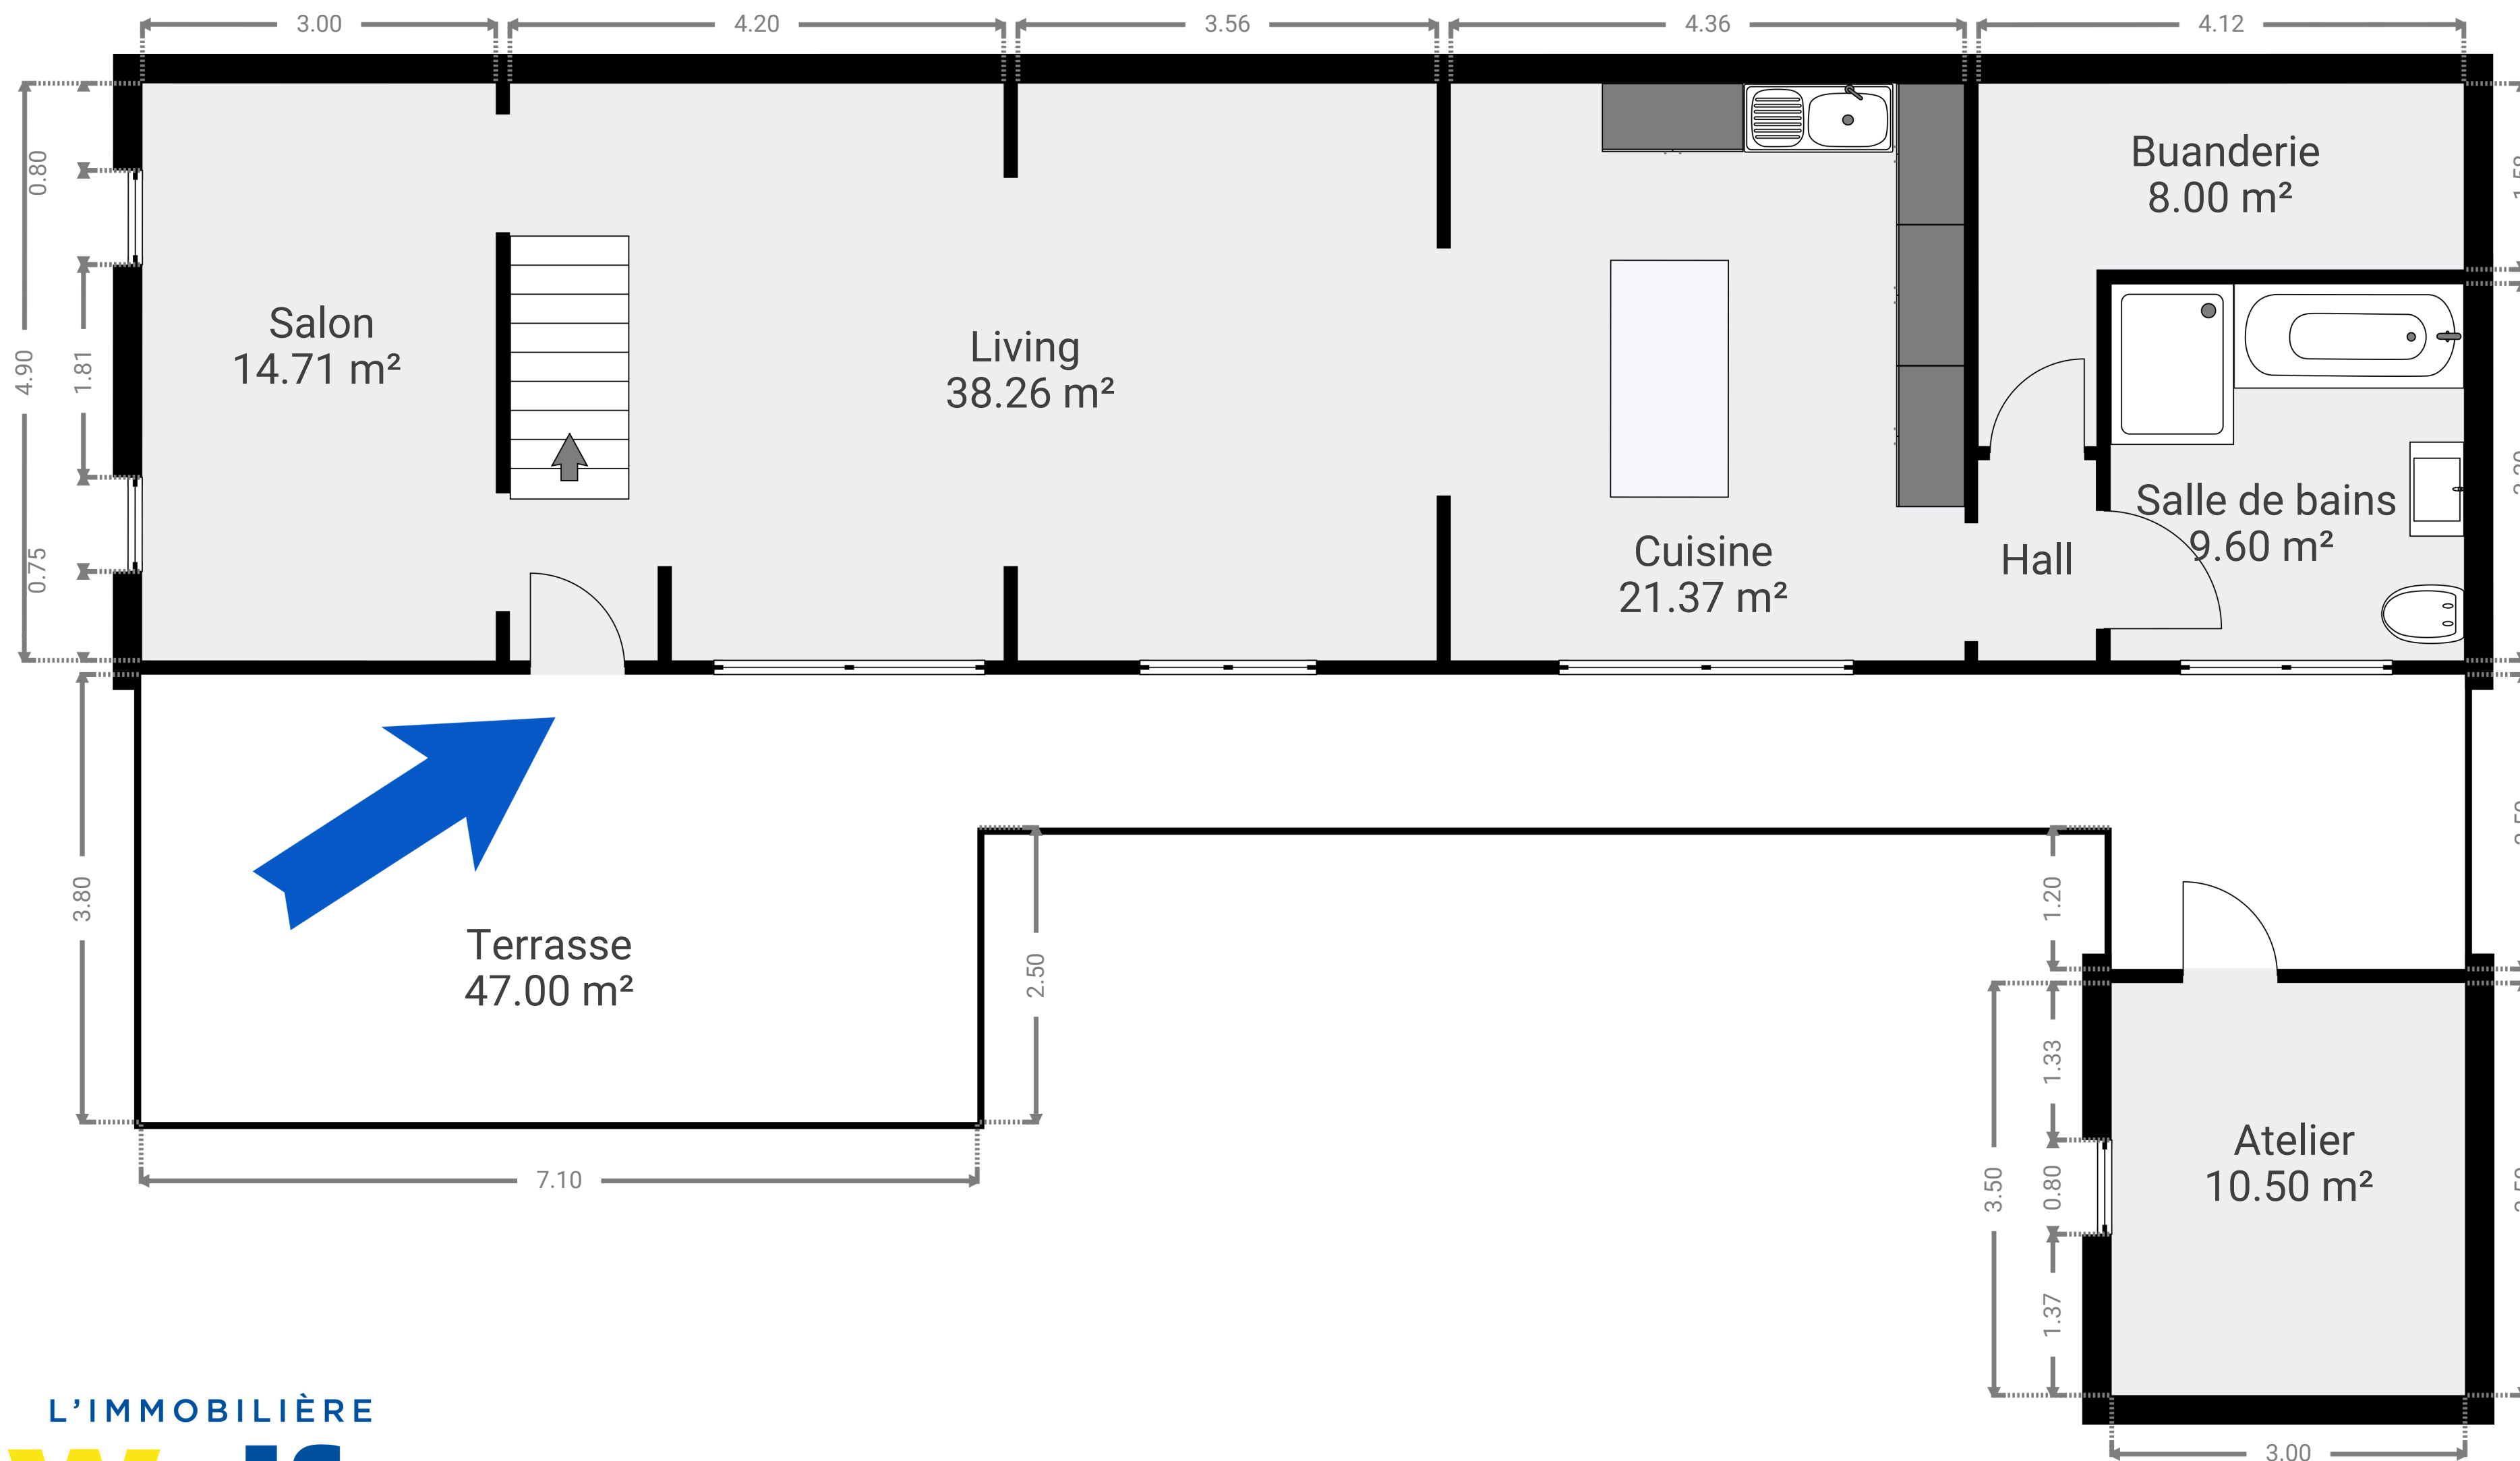 3.00
4.20
3.56
4.36
4.12
0.80
4.90
1.81
0.75
Salon
14.71 m²
Living
38.26 m²
Cuisine
21.37 m²
Buanderie
8.00 m²
Salle de bains
9.60 m²
Hall
3.80
Terrasse
47.00 m²
7.10
2.50
1.20
3.50
1.33
0.80
1.37
Atelier
10.50 m²
3.00
L'IMMOBILIÈRE